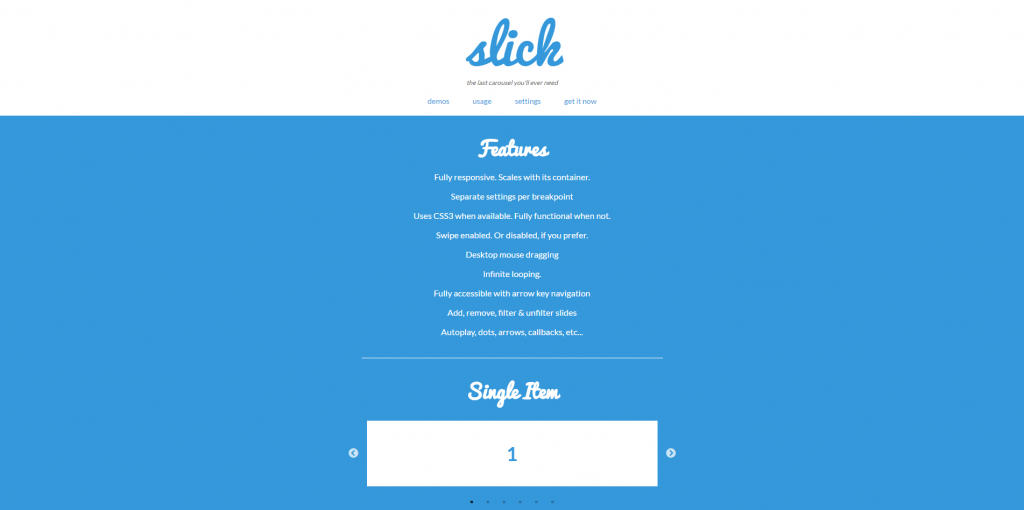 slick
the last carousel you'll ever need
demos usage settings get it now
Features
Fully responsive. Scales with its container.
Separate settings per breakpoint
Uses CSS3 when available. Fully functional when not.
Swipe enabled. Or disabled, if you prefer.
Desktop mouse dragging
Infinite looping.
Fully accessible with arrow key navigation
Add, remove, filter & unfilter slides
Autoplay, dots, arrows, callbacks, etc...
Single Item
1